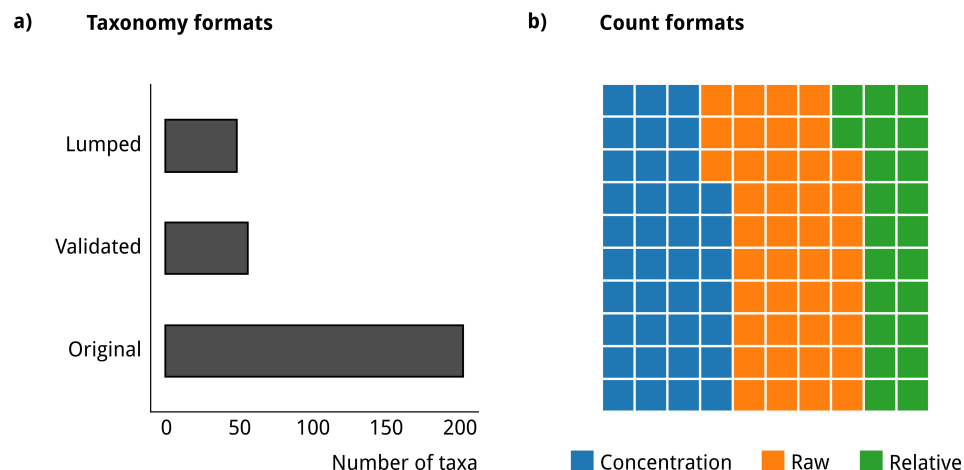 a) Taxonomy formats
Lumped
Validated
Original
0 50 100 150 200
Number of taxa
b) Count formats
Concentration Raw Relative